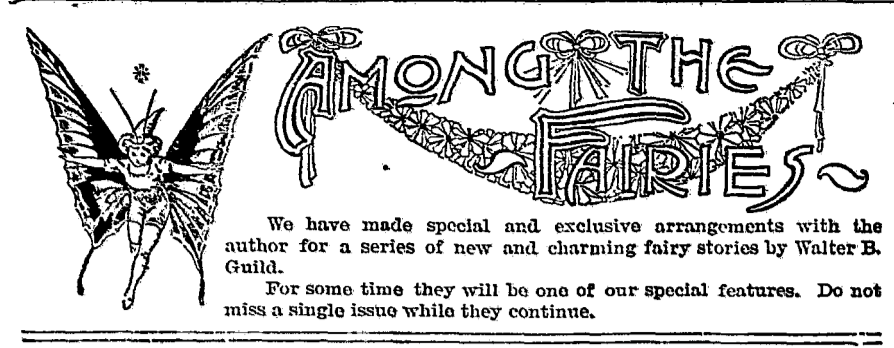 AMONG THE
FAIRIES
We have made special and exclusive arrangements with the
author for a series of new and charming fairy stories by Walter B.
Guild.
For some time they will be one of our special features. Do not
miss a single issue while they continue.